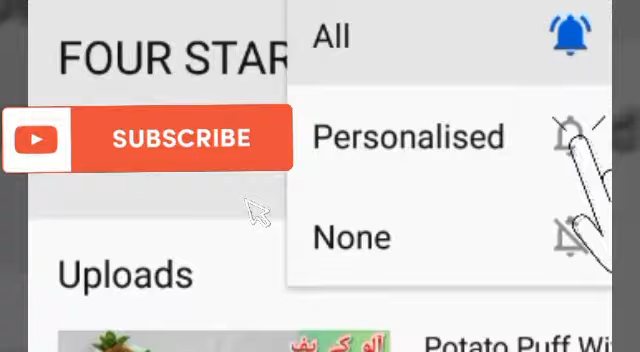 FOUR STAR
All
SUBSCRIBE
Personalised
None
Uploads
آلو کے پف
Potato Puff Wi